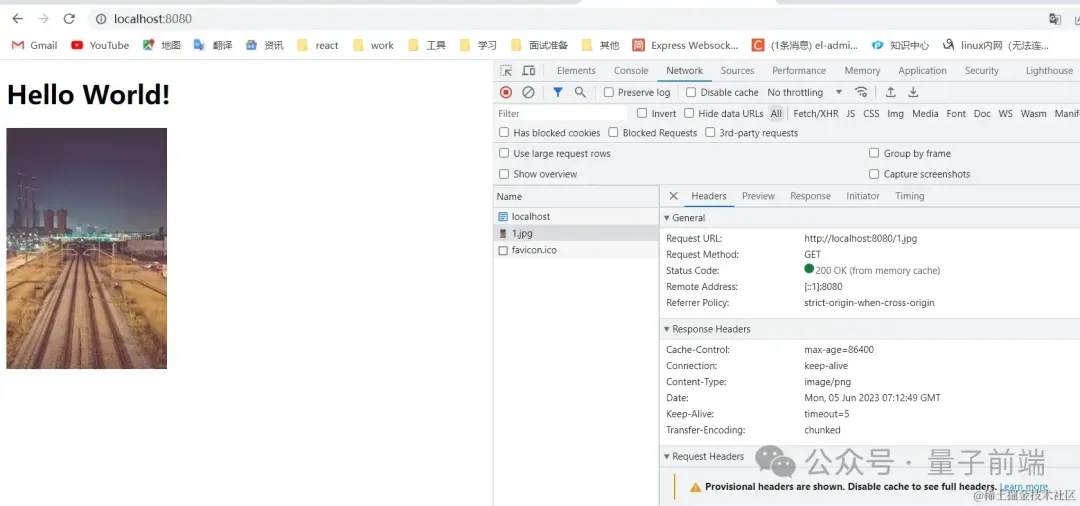 localhost:8080
Gmail YouTube 地图 翻译 资讯 react work 工具 学习 面试准备 其他 Express Websock... (1条消息) el-admi... 知识中心 linux内网 (无法连...
Hello World!
Elements Console Network Sources Performance Memory Application Security Lighthouse
Preserve log Disable cache No throttling
Filter Invert Hide data URLs All Fetch/XHR JS CSS Img Media Font Doc WS Wasm Manif
Has blocked cookies Blocked Requests 3rd-party requests
Use large request rows Group by frame
Show overview Capture screenshots
Name Headers Preview Response Initiator Timing
localhost
1.jpg
favicon.ico
General
Request URL: http://localhost:8080/1.jpg
Request Method: GET
Status Code: 200 OK (from memory cache)
Remote Address: [::1]:8080
Referrer Policy: strict-origin-when-cross-origin
Response Headers
Cache-Control: max-age=86400
Connection: keep-alive
Content-Type: image/png
Date: Mon, 05 Jun 2023 07:12:49 GMT
Keep-Alive: timeout=5
Transfer-Encoding: chunked
Request Headers
公众号 · 量子前端
Provisional headers are shown. Disable cache to see full headers. Learn more
@稀土掘金技术社区